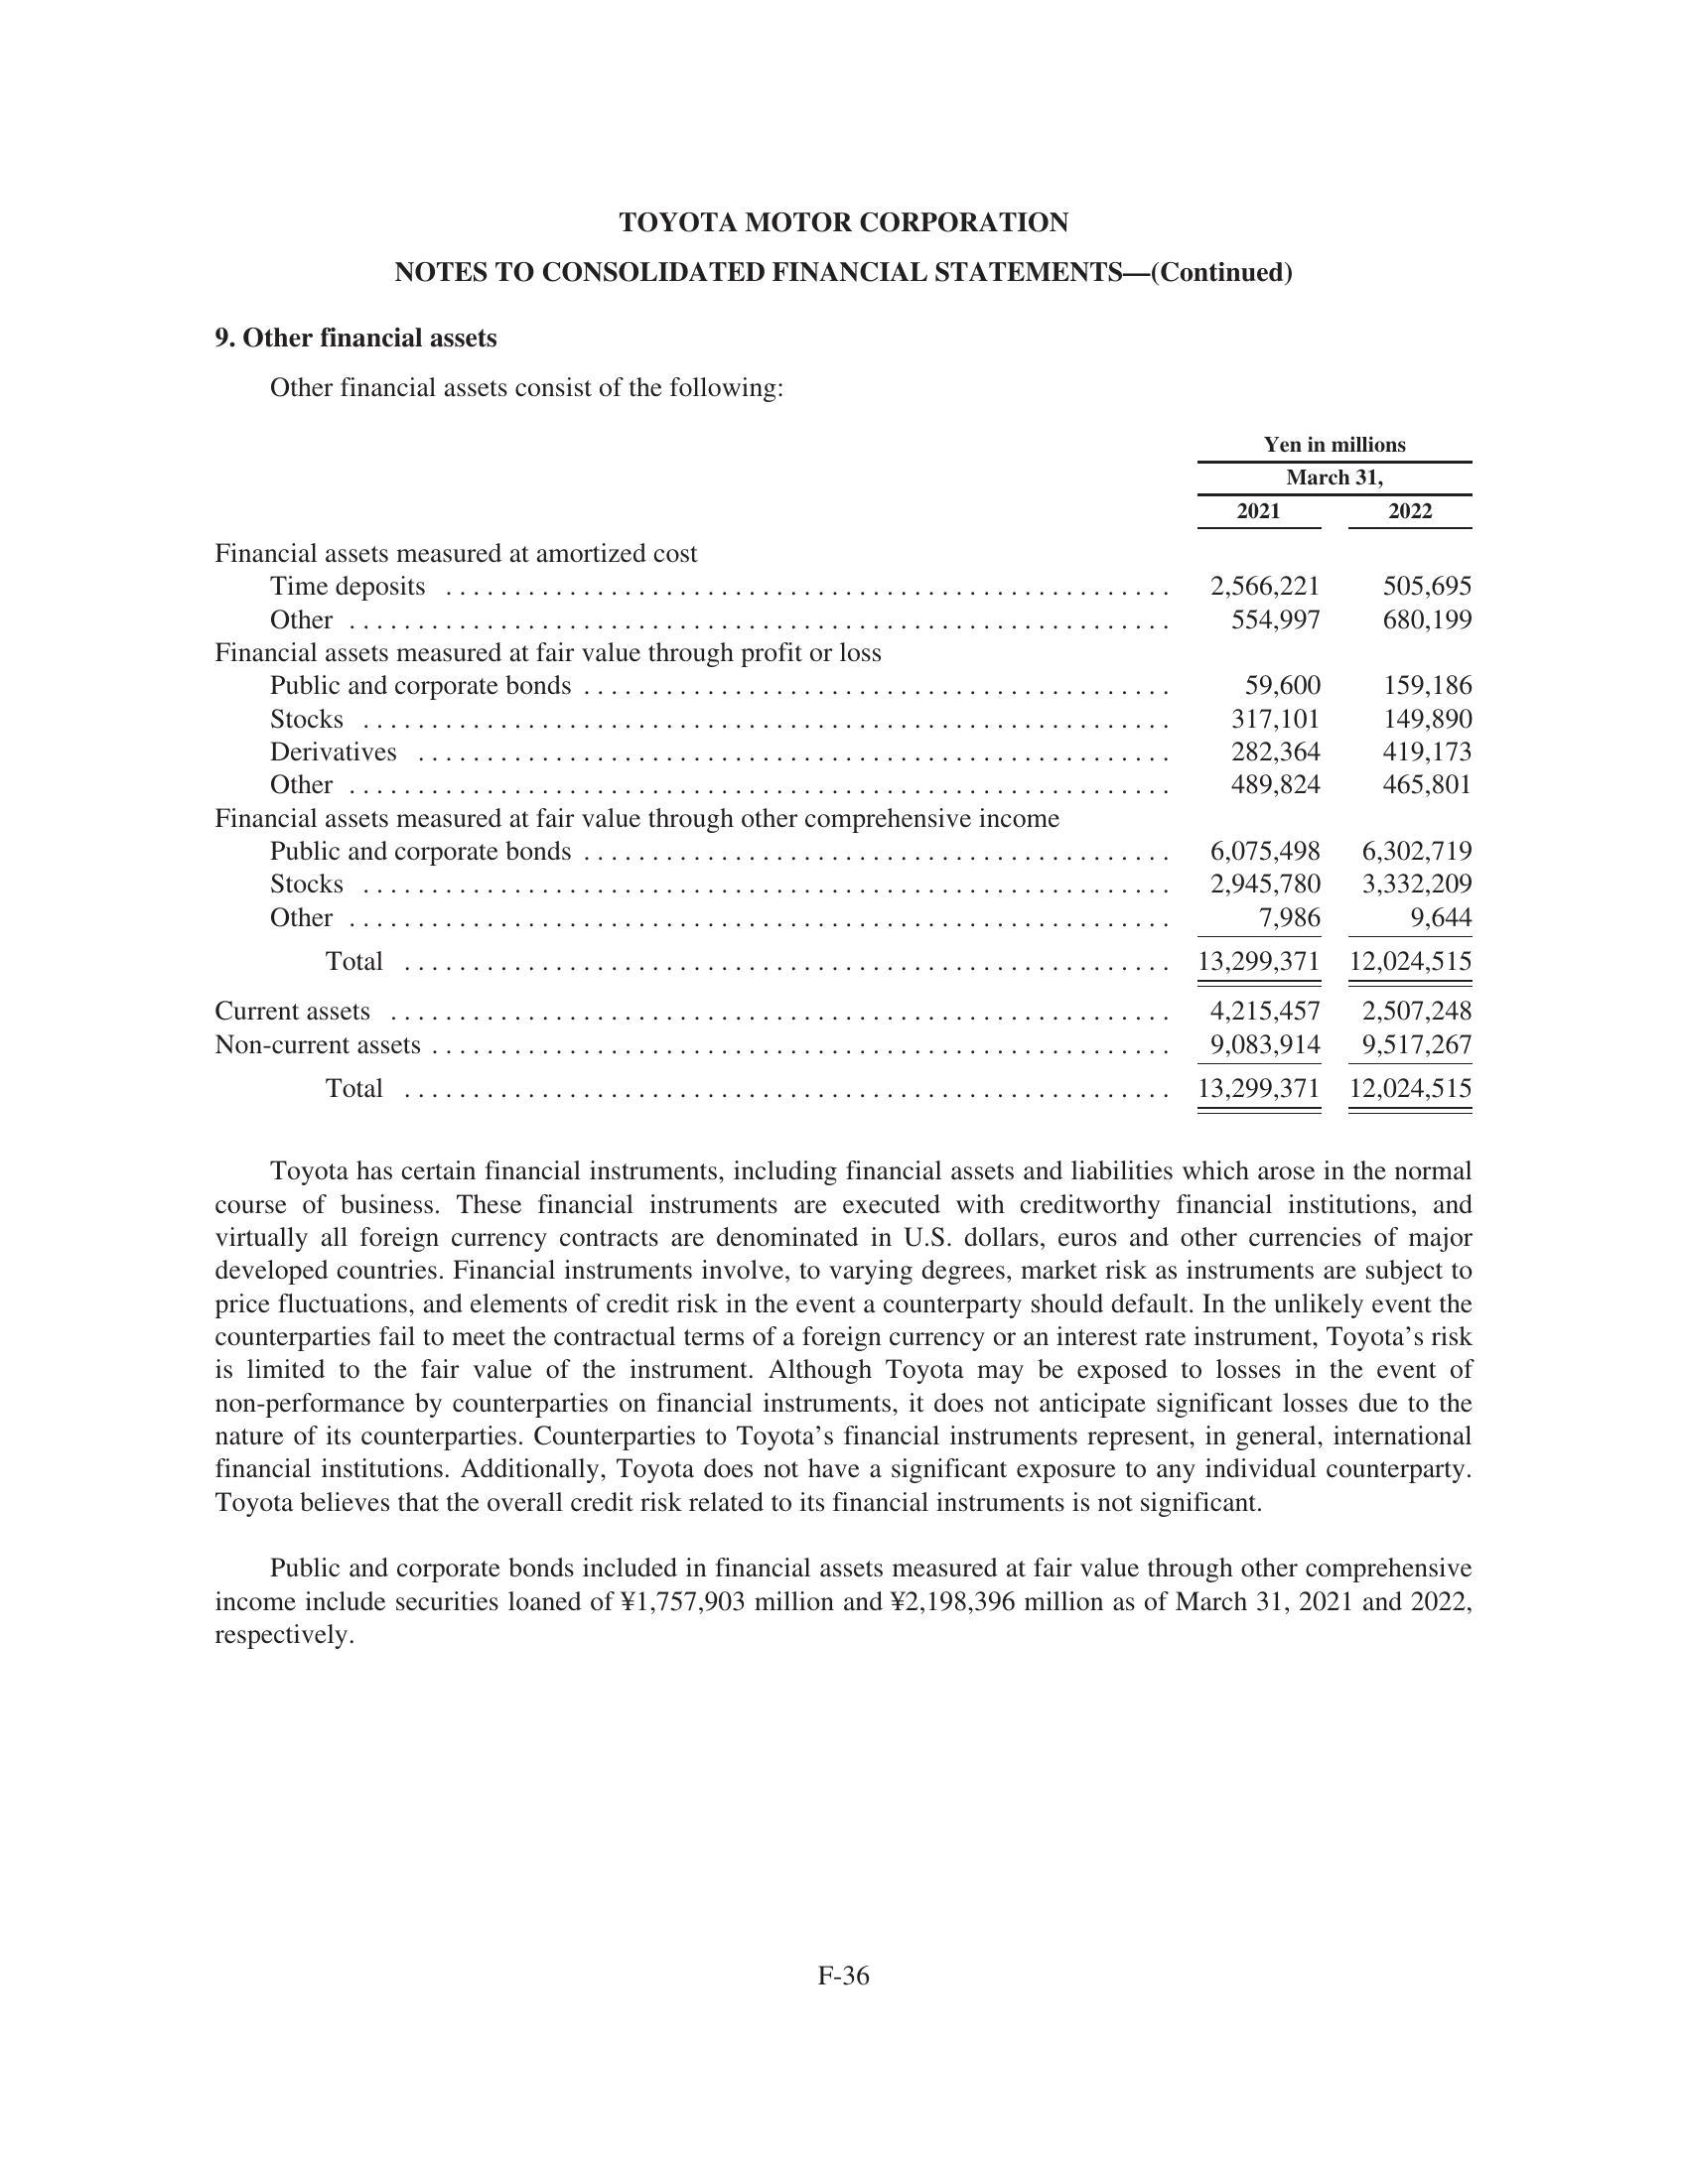 TOYOTA MOTOR CORPORATION
NOTES TO CONSOLIDATED FINANCIAL STATEMENTS—(Continued)
9. Other financial assets
Other financial assets consist of the following:
Yen in millions
March 31,
2021 2022
Financial assets measured at amortized cost
Time deposits 2,566,221 505,695
Other 554,997 680,199
Financial assets measured at fair value through profit or loss
Public and corporate bonds 59,600 159,186
Stocks 317,101 149,890
Derivatives 282,364 419,173
Other 489,824 465,801
Financial assets measured at fair value through other comprehensive income
Public and corporate bonds 6,075,498 6,302,719
Stocks 2,945,780 3,332,209
Other 7,986 9,644
Total 13,299,371 12,024,515
Current assets 4,215,457 2,507,248
Non-current assets 9,083,914 9,517,267
Total 13,299,371 12,024,515
Toyota has certain financial instruments, including financial assets and liabilities which arose in the normal
course of business. These financial instruments are executed with creditworthy financial institutions, and
virtually all foreign currency contracts are denominated in U.S. dollars, euros and other currencies of major
developed countries. Financial instruments involve, to varying degrees, market risk as instruments are subject to
price fluctuations, and elements of credit risk in the event a counterparty should default. In the unlikely event the
counterparties fail to meet the contractual terms of a foreign currency or an interest rate instrument, Toyota’s risk
is limited to the fair value of the instrument. Although Toyota may be exposed to losses in the event of
non-performance by counterparties on financial instruments, it does not anticipate significant losses due to the
nature of its counterparties. Counterparties to Toyota’s financial instruments represent, in general, international
financial institutions. Additionally, Toyota does not have a significant exposure to any individual counterparty.
Toyota believes that the overall credit risk related to its financial instruments is not significant.
Public and corporate bonds included in financial assets measured at fair value through other comprehensive
income include securities loaned of ¥1,757,903 million and ¥2,198,396 million as of March 31, 2021 and 2022,
respectively.
F-36